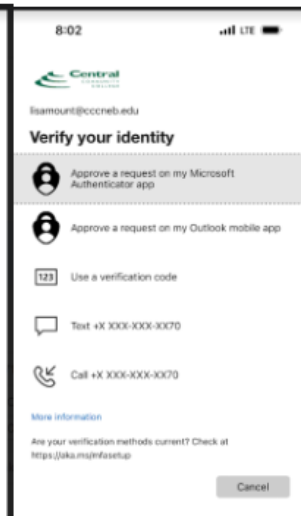 8:02
LTE
Central
COMMUNITY
COLLEGE
lisamount@cccneb.edu
Verify your identity
Approve a request on my Microsoft
Authenticator app
Approve a request on my Outlook mobile app
123
Use a verification code
Text +X XXX-XXX-XX70
Call +X XXX-XXX-XX70
More information
Are your verification methods current? Check at
https://aka.ms/mfasetup
Cancel